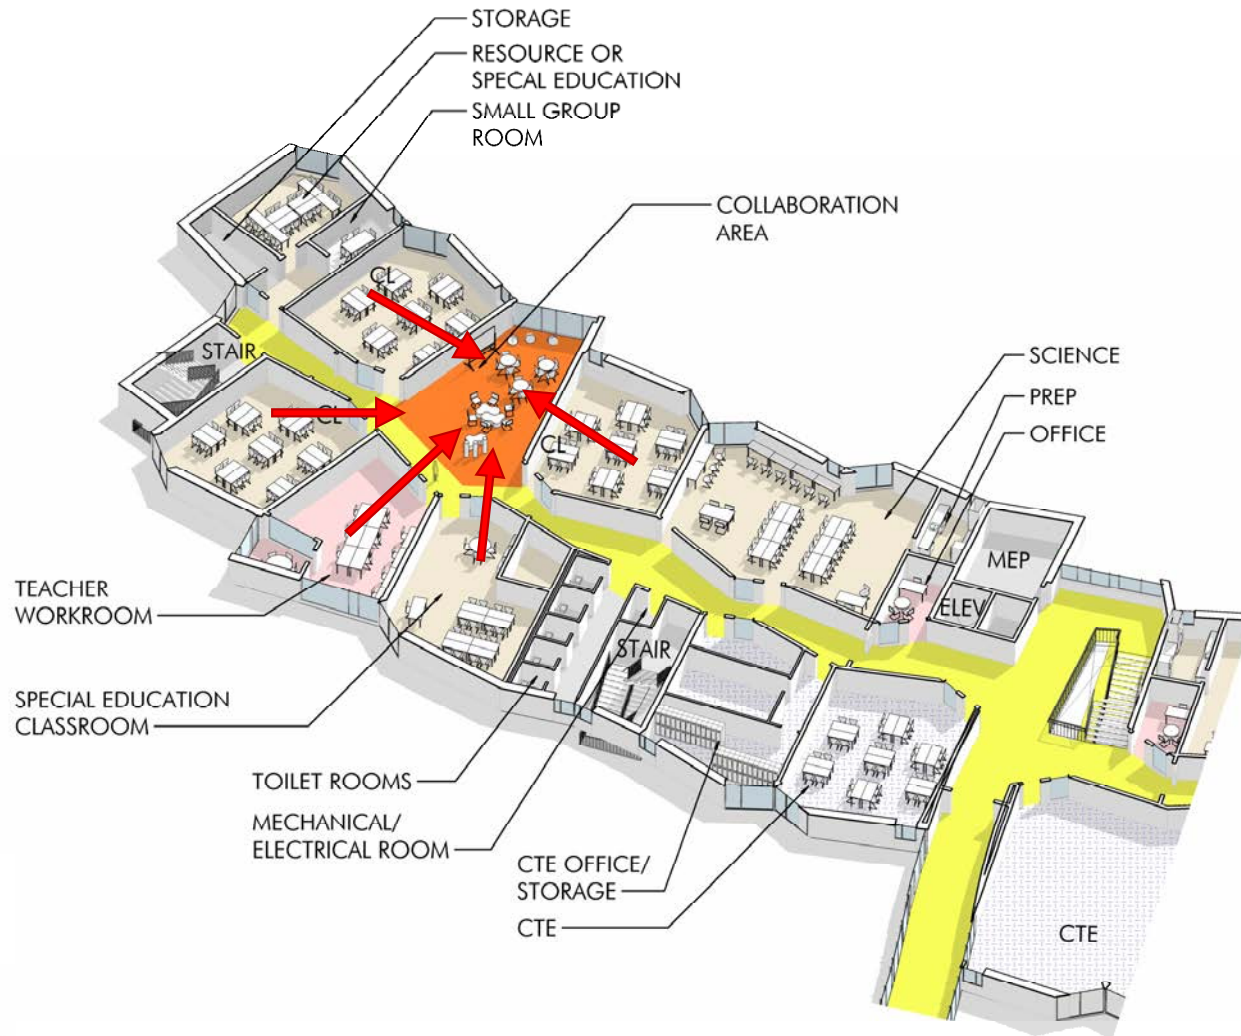 STORAGE
RESOURCE OR
SPECAL EDUCATION
SMALL GROUP
ROOM
COLLABORATION
AREA
CL
STAIR
SCIENCE
PREP
OFFICE
CL
CL
MEP
ELEV
TEACHER
WORKROOM
STAIR
SPECIAL EDUCATION
CLASSROOM
TOILET ROOMS
MECHANICAL/
ELECTRICAL ROOM
CTE OFFICE/
STORAGE
CTE
CTE